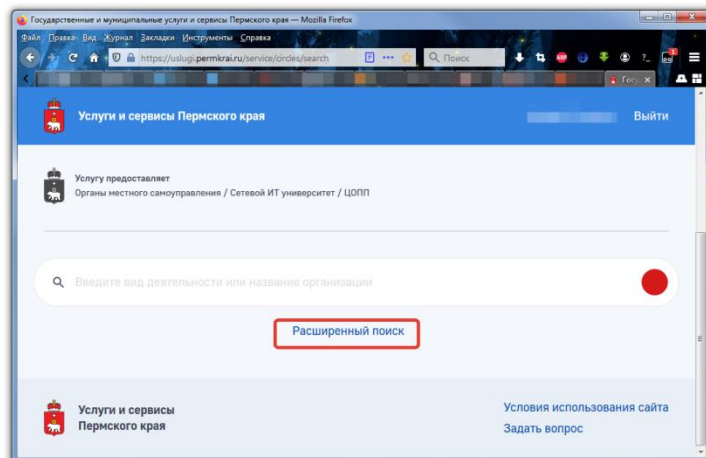 Государственные и муниципальные услуги и сервисы Пермского края — Mozilla Firefox
Файл Правка Вид Журнал Закладки Инструменты Справка
https://uslugi.permkrai.ru/service/circles/search
Поиск
Госу
Услуги и сервисы Пермского края
Выйти
Услугу предоставляет
Органы местного самоуправления / Сетевой ИТ университет / ЦОПП
Введите вид деятельности или название организации
Расширенный поиск
Услуги и сервисы
Пермского края
Условия использования сайта
Задать вопрос